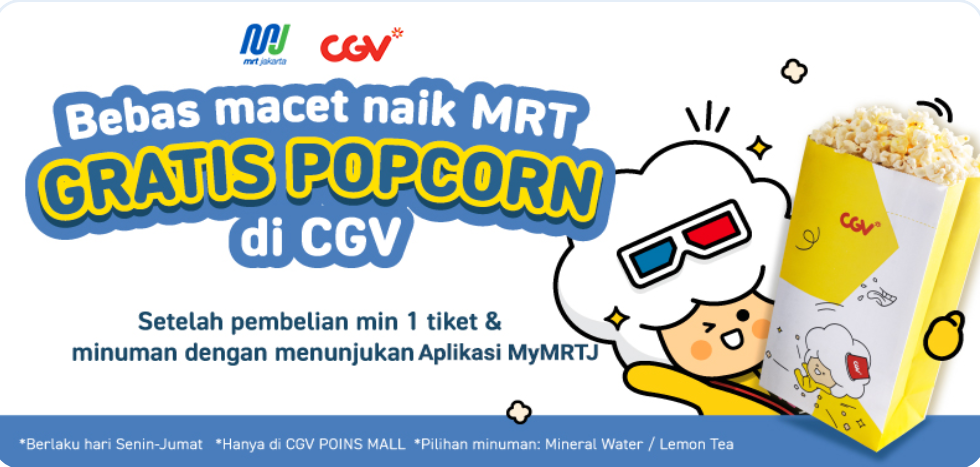 mrt jakarta
CGV
Bebas macet naik MRT
GRATIS POPCORN
di CGV
Setelah pembelian min 1 tiket &
minuman dengan menunjukan Aplikasi MyMRTJ
CGV
CGV
*Berlaku hari Senin-Jumat *Hanya di CGV POINS MALL *Pilihan minuman: Mineral Water / Lemon Tea